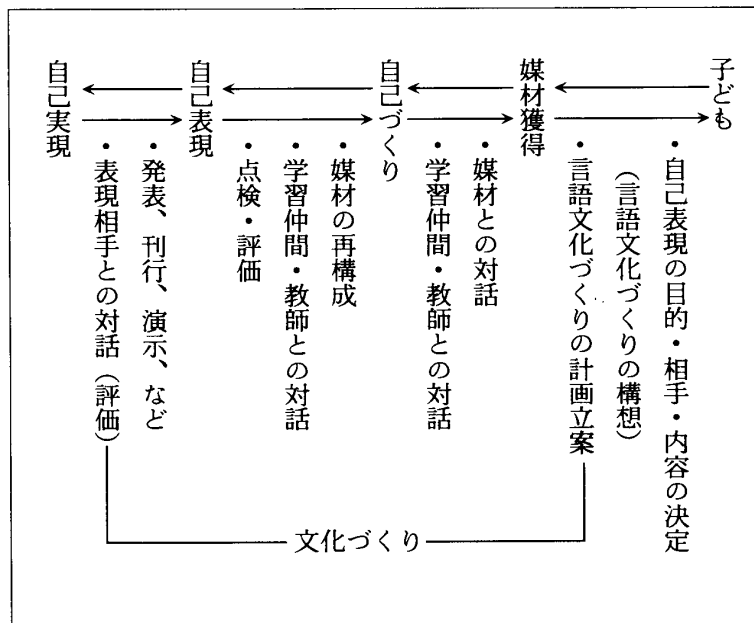 子ども
・自己表現の目的・相手・内容の決定
(言語文化づくりの構想)
・言語文化づくりの計画立案
媒材獲得
・媒材との対話
・学習仲間・教師との対話
自己づくり
・媒材の再構成
・学習仲間・教師との対話
・点検・評価
自己表現
・発表、刊行、演示、など
・表現相手との対話(評価)
自己実現
文化づくり